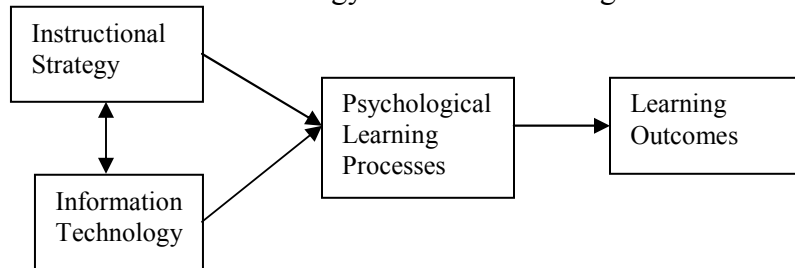 Instructional
Strategy
Psychological
Learning
Processes
Learning
Outcomes
Information
Technology